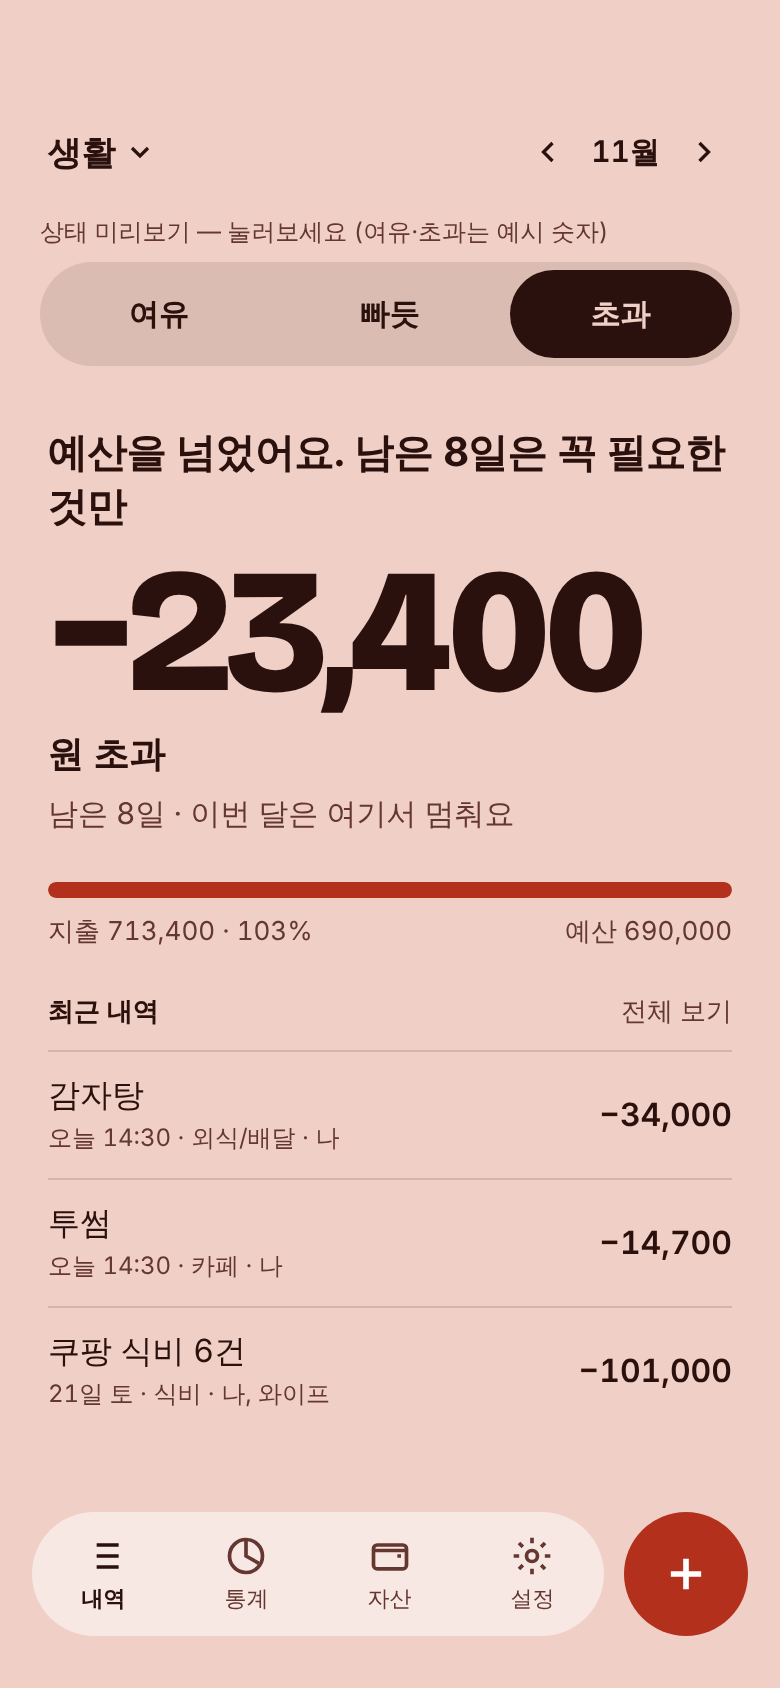 생활
11월
상태 미리보기 — 눌러보세요 (여유·초과는 예시 숫자)
여유 빠듯 초과
예산을 넘었어요. 남은 8일은 꼭 필요한
것만
−23,400
원 초과
남은 8일 · 이번 달은 여기서 멈춰요
지출 713,400 · 103%
예산 690,000
최근 내역
전체 보기
감자탕
오늘 14:30 · 외식/배달 · 나
−34,000
투썸
오늘 14:30 · 카페 · 나
−14,700
쿠팡 식비 6건
21일 토 · 식비 · 나, 와이프
−101,000
내역 통계 자산 설정